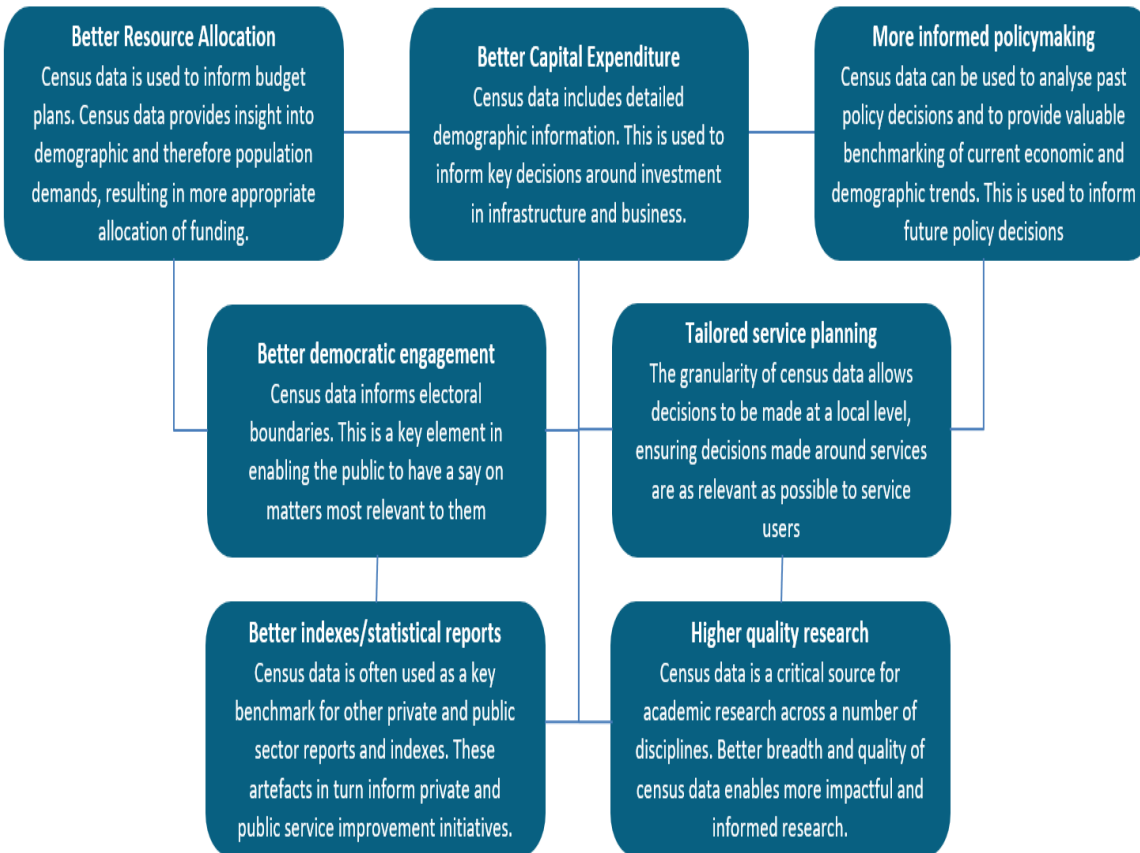 Better Resource Allocation
Census data is used to inform budget
plans. Census data provides insight into
demographic and therefore population
demands, resulting in more appropriate
allocation of funding.
Better Capital Expenditure
Census data includes detailed
demographic information. This is used to
inform key decisions around investment
in infrastructure and business.
More informed policymaking
Census data can be used to analyse past
policy decisions and to provide valuable
benchmarking of current economic and
demographic trends. This is used to inform
future policy decisions
Better democratic engagement
Census data informs electoral
boundaries. This is a key element in
enabling the public to have a say on
matters most relevant to them
Tailored service planning
The granularity of census data allows
decisions to be made at a local level,
ensuring decisions made around services
are as relevant as possible to service
users
Better indexes/statistical reports
Census data is often used as a key
benchmark for other private and public
sector reports and indexes. These
artefacts in turn inform private and
public service improvement initiatives.
Higher quality research
Census data is a critical source for
academic research across a number of
disciplines. Better breadth and quality of
census data enables more impactful and
informed research.